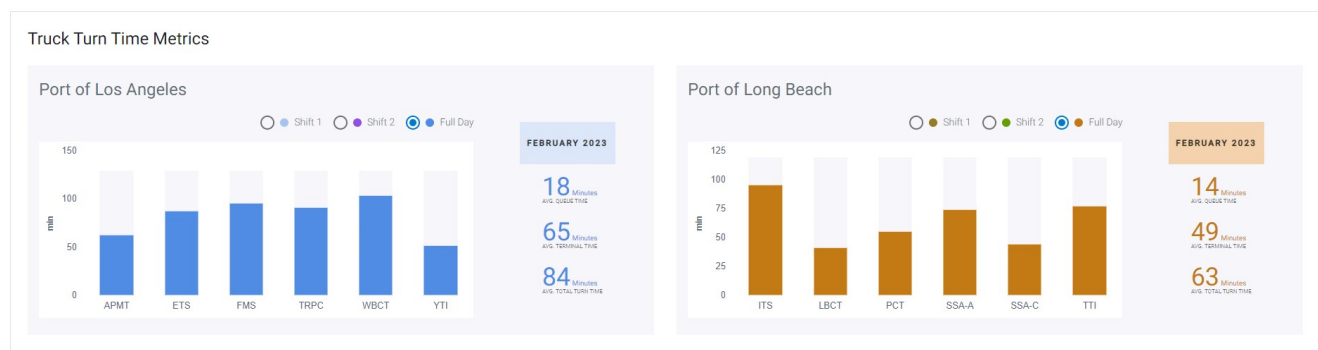 Truck Turn Time Metrics
Port of Los Angeles
Shift 1 Shift 2 Full Day
150
100
50
0
min
APMT ETS FMS TRPC WBCT YTI
FEBRUARY 2023
18 Minutes
AVG. QUEUE TIME
65 Minutes
AVG. TERMINAL TIME
84 Minutes
AVG. TOTAL TURN TIME
Port of Long Beach
Shift 1 Shift 2 Full Day
125
100
75
50
25
0
min
ITS LBCT PCT SSA-A SSA-C TTI
FEBRUARY 2023
14 Minutes
AVG. QUEUE TIME
49 Minutes
AVG. TERMINAL TIME
63 Minutes
AVG. TOTAL TURN TIME